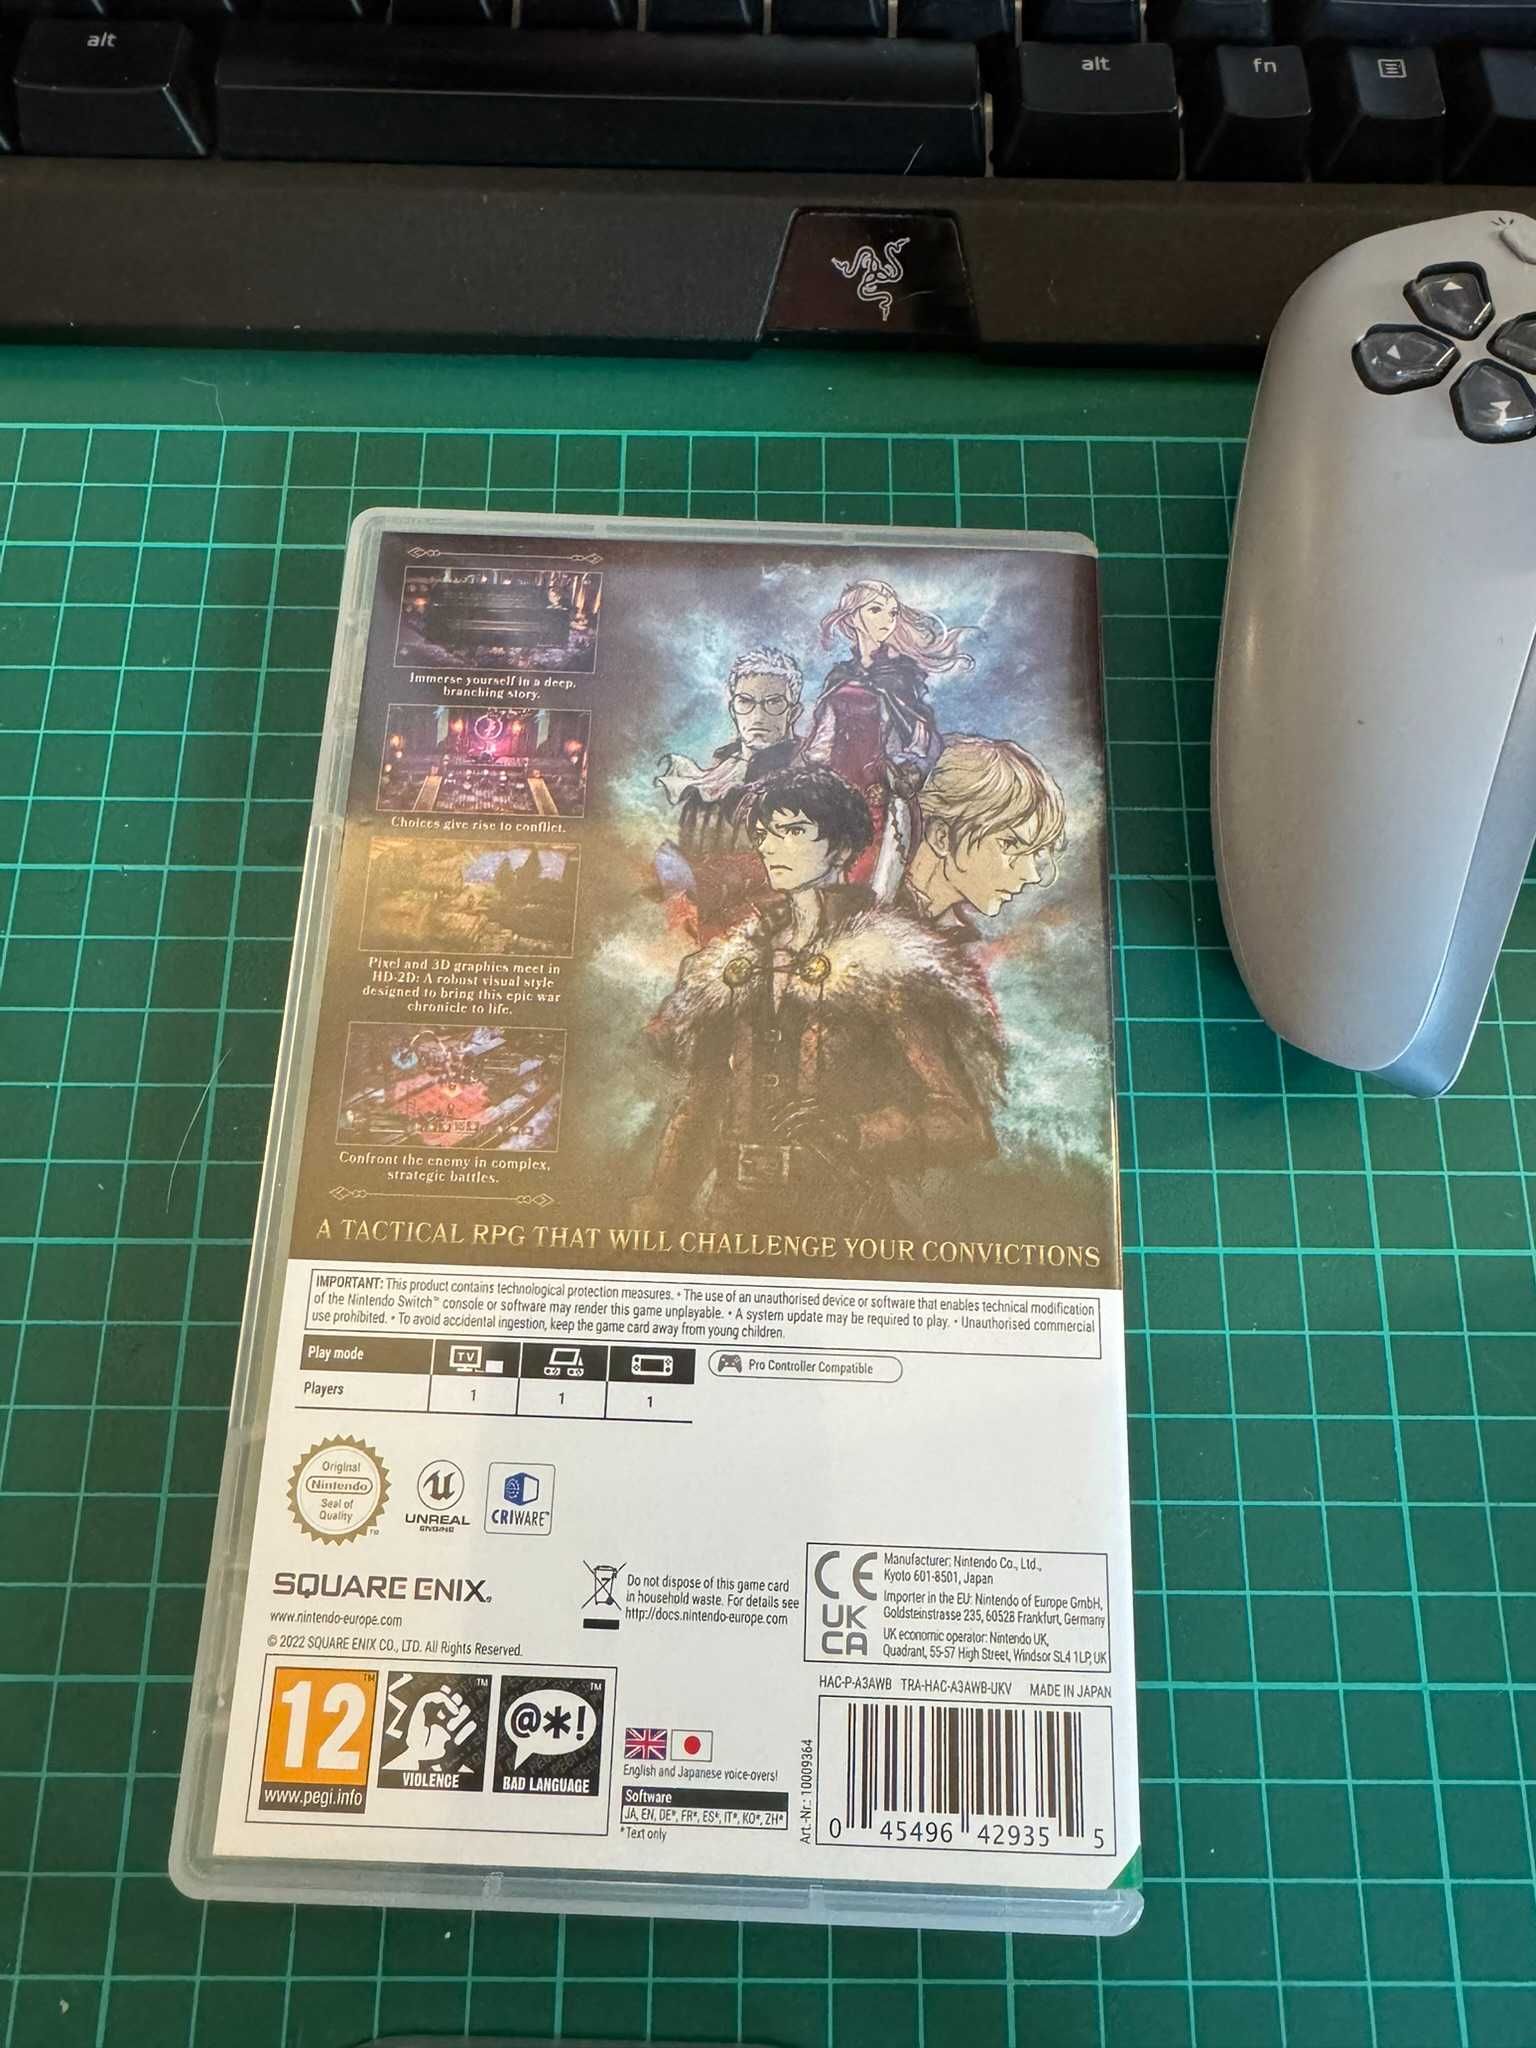 alt
alt
fn
Immerse yourself in a deep,
branching story.
Choices give rise to conflict.
Pixel and 3D graphics meet in
HD-2D: A robust visual style
designed to bring this epic war
chronicle to life.
Confront the enemy in complex,
strategic battles.
A TACTICAL RPG THAT WILL CHALLENGE YOUR CONVICTIONS
IMPORTANT: This product contains technological protection measures. • The use of an unauthorised device or software that enables technical modification
of the Nintendo Switch™ console or software may render this game unplayable. • A system update may be required to play. • Unauthorised commercial
use prohibited. • To avoid accidental ingestion, keep the game card away from young children.
Play mode
TV
Pro Controller Compatible
Players
1
1
1
Original
Nintendo
Seal of
Quality
TM
UNREAL
ENGINE
CRIWARE™
SQUARE ENIX
www.nintendo-europe.com
© 2022 SQUARE ENIX CO., LTD. All Rights Reserved.
Do not dispose of this game card
in household waste. For details see
http://docs.nintendo-europe.com
CE
UK
CA
Manufacturer: Nintendo Co., Ltd.,
Kyoto 601-8501, Japan
Importer in the EU: Nintendo of Europe GmbH,
Goldsteinstrasse 235, 60528 Frankfurt, Germany
UK economic operator: Nintendo UK,
Quadrant, 55-57 High Street, Windsor SL4 1LP, UK
HAC-P-A3AWB TRA-HAC-A3AWB-UKV MADE IN JAPAN
12
TM
www.pegi.info
TM
VIOLENCE
TM
@*!
BAD LANGUAGE
English and Japanese voice-overs!
Software
JA, EN, DE*, FR*, ES*, IT*, KO*, ZH*
*Text only
Art.-Nr.: 10009364
0 45496 42935 5